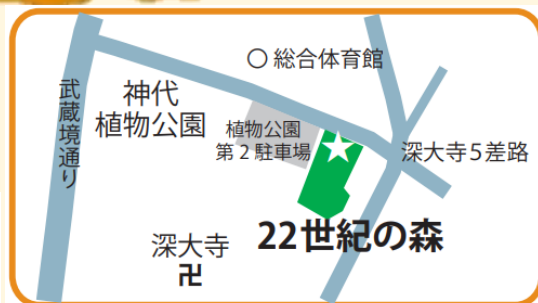 総合体育館
武蔵境通り
神代
植物公園
植物公園
第2駐車場
深大寺5差路
22世紀の森
深大寺
卍